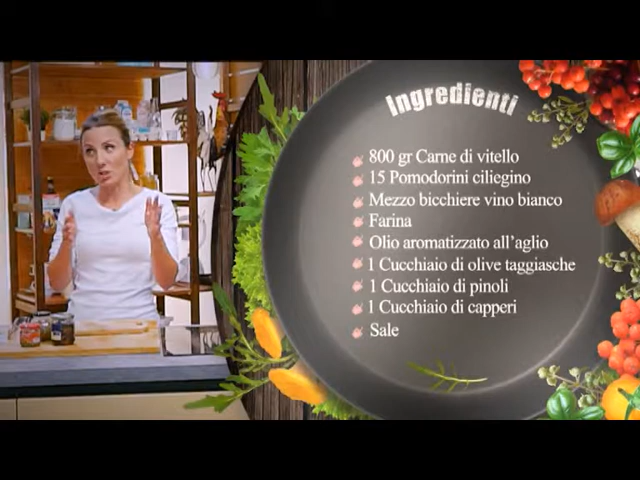 Ingredienti
800 gr Carne di vitello
15 Pomodorini ciliegino
Mezzo bicchiere vino bianco
Farina
Olio aromatizzato all'aglio
1 Cucchiaio di olive taggiasche
1 Cucchiaio di pinoli
1 Cucchiaio di capperi
Sale